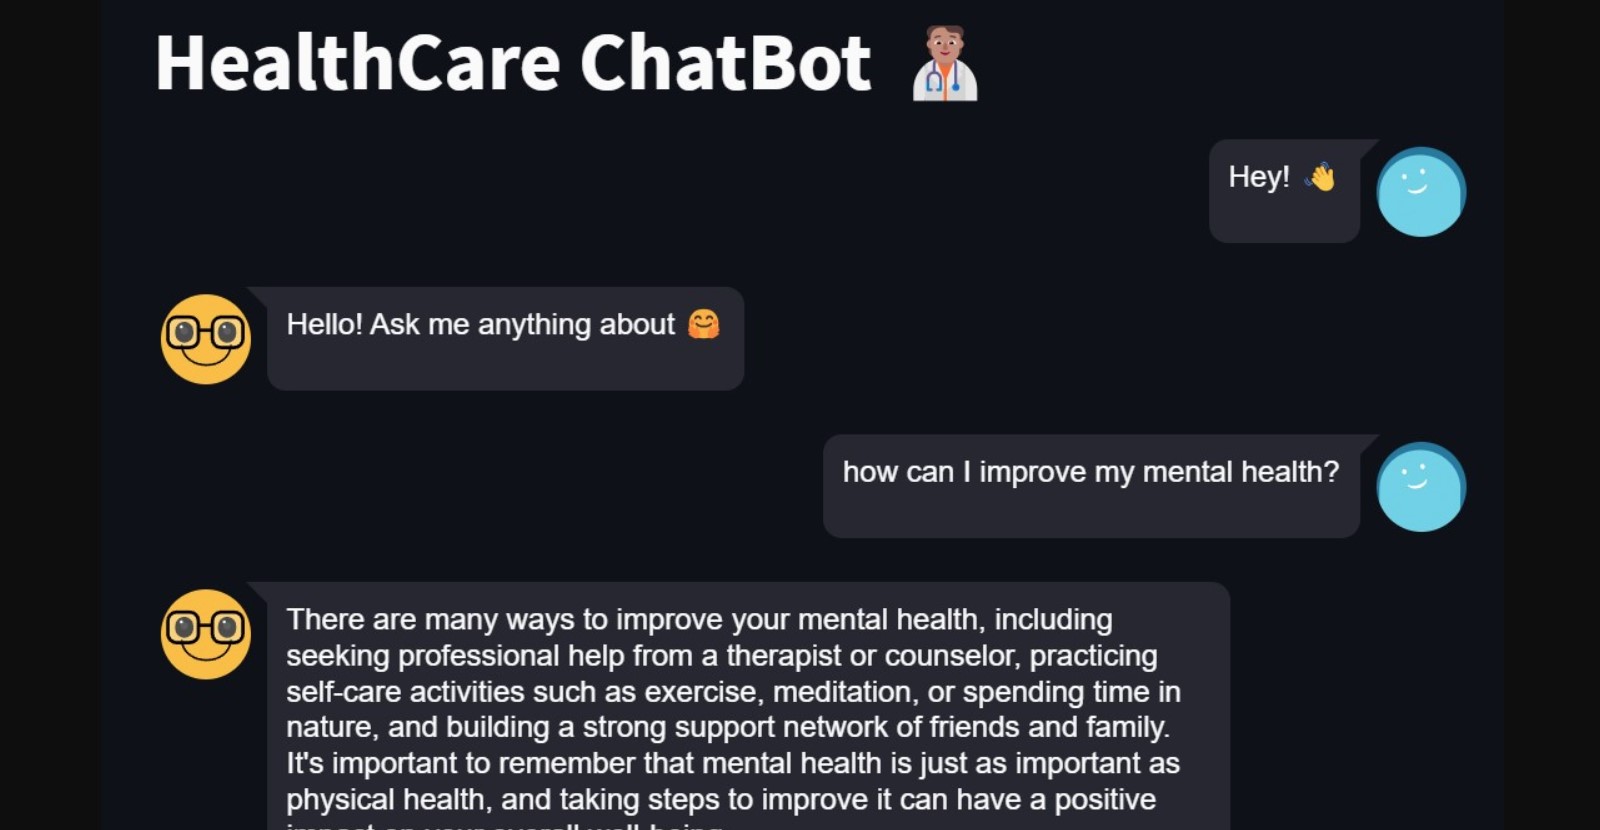 HealthCare ChatBot
Hey!
Hello! Ask me anything about
how can I improve my mental health?
There are many ways to improve your mental health, including
seeking professional help from a therapist or counselor, practicing
self-care activities such as exercise, meditation, or spending time in
nature, and building a strong support network of friends and family.
It's important to remember that mental health is just as important as
physical health, and taking steps to improve it can have a positive